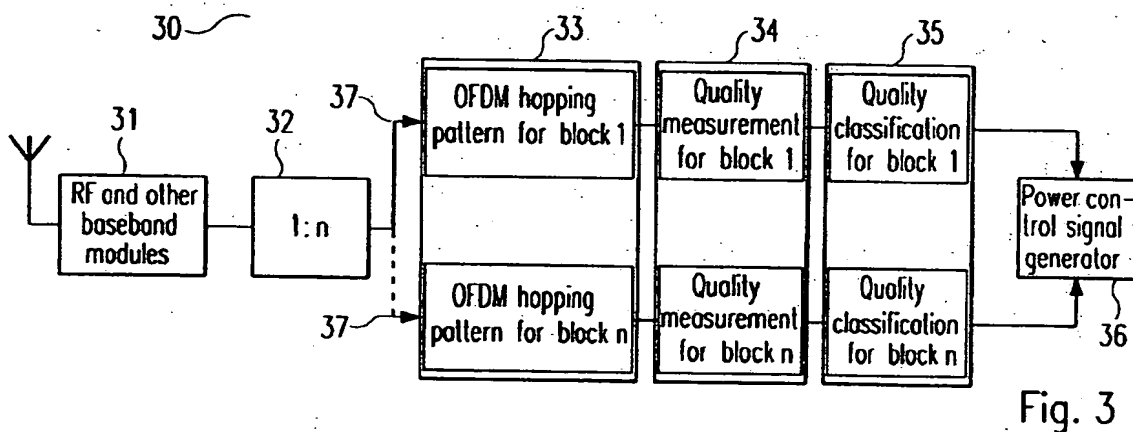 30
33
34
35
37
31
32
RF and other
baseband
modules
1:n
OFDM hopping
pattern for block 1
Quality
measurement
for block 1
Quality
classification
for block 1
Power con-
trol signal
generator
37
OFDM hopping
pattern for block n
Quality
measurement
for block n
Quality
classification
for block n
36
Fig. 3